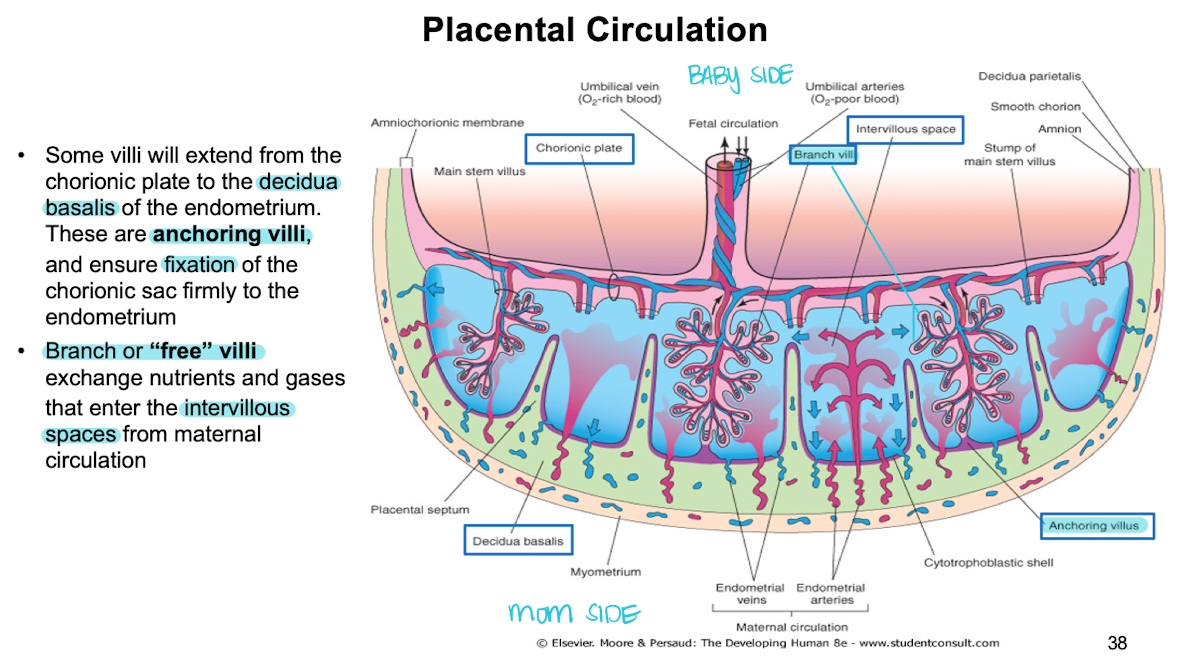 Placental Circulation
• Some villi will extend from the
chorionic plate to the decidua
basalis of the endometrium.
These are anchoring villi,
and ensure fixation of the
chorionic sac firmly to the
endometrium
• Branch or “free” villi
exchange nutrients and gases
that enter the intervillous
spaces from maternal
circulation
BABY SIDE
Umbilical vein
(O₂-rich blood)
Umbilical arteries
(O₂-poor blood)
Decidua parietalis
Smooth chorion
Amnion
Amniochorionic membrane
Fetal circulation
Intervillous space
Chorionic plate
Branch villi
Stump of
main stem villus
Main stem villus
Placental septum
Decidua basalis
Myometrium
Anchoring villus
Cytotrophoblastic shell
Endometrial
veins
Endometrial
arteries
Maternal circulation
mom SIDE
© Elsevier. Moore & Persaud: The Developing Human 8e - www.studentconsult.com
38